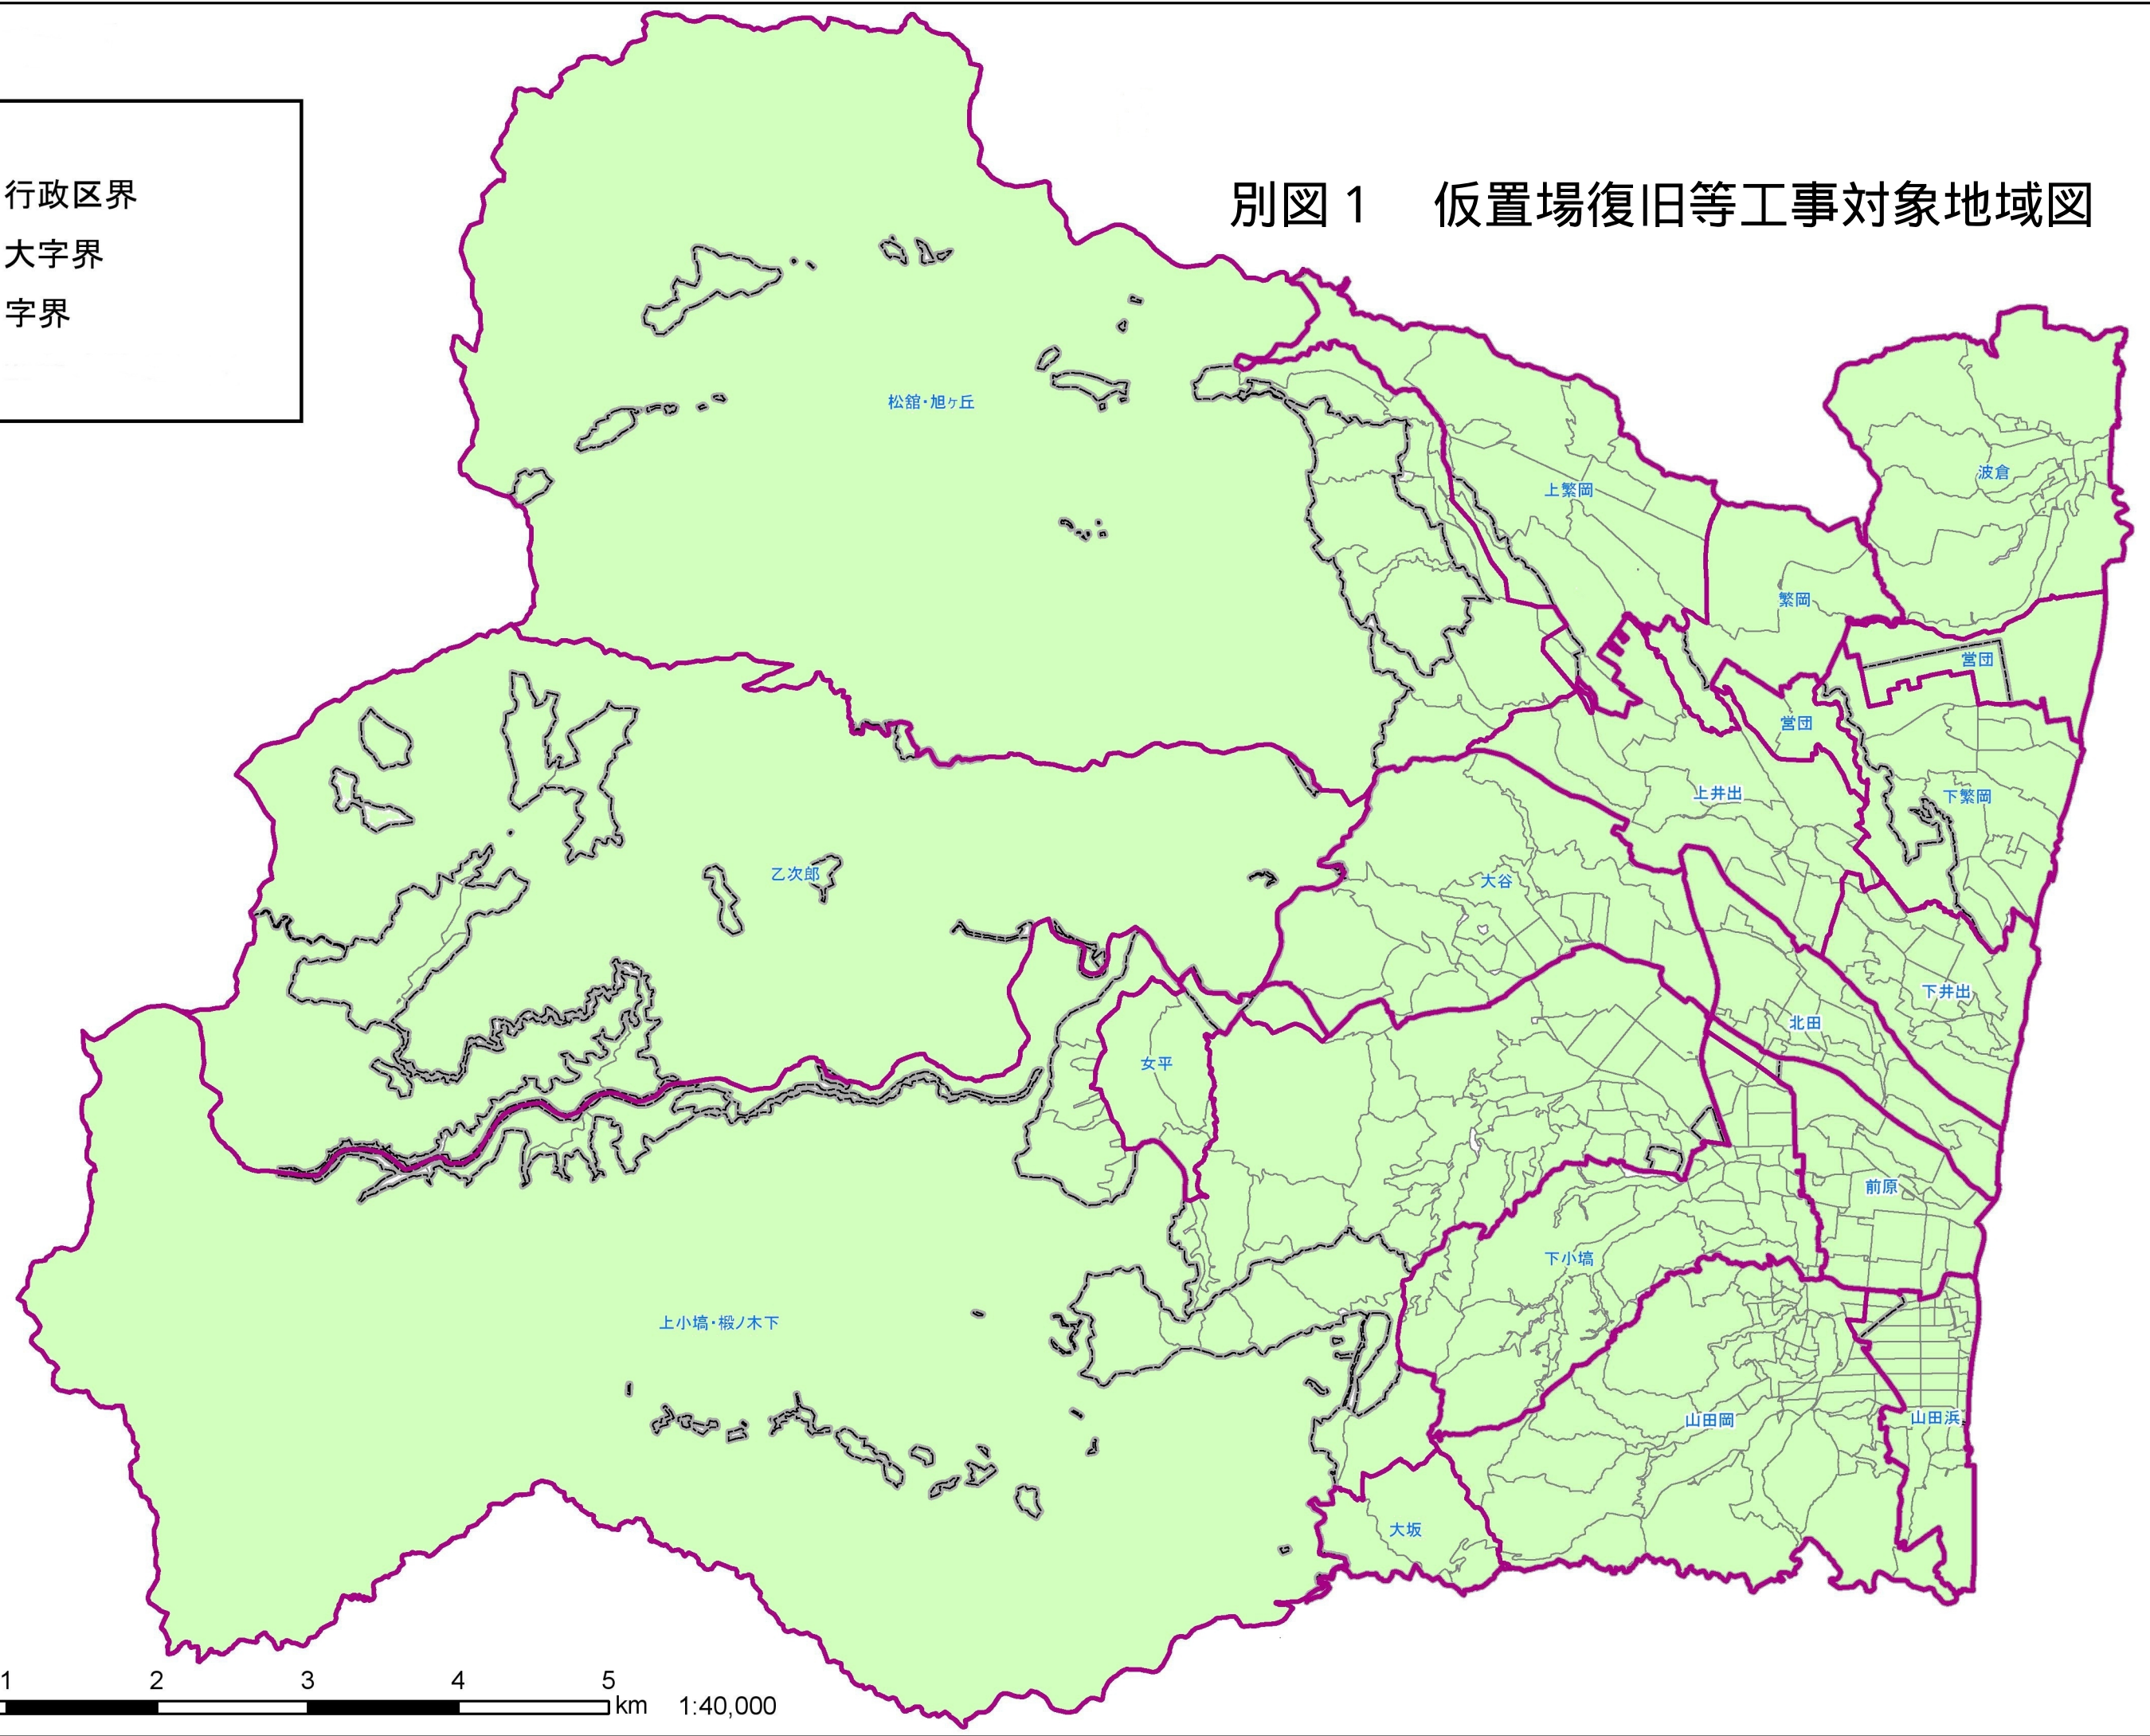 別図1　仮置場復旧等工事対象地域図
行政区界
大字界
字界
松舘・旭ヶ丘
上繁岡
波倉
繁岡
営団
営団
上井出
下繁岡
乙次郎
大谷
下井出
北田
女平
前原
下小塙
上小塙・椴ノ木下
山田岡
山田浜
大坂
1 2 3 4 5
km 1:40,000